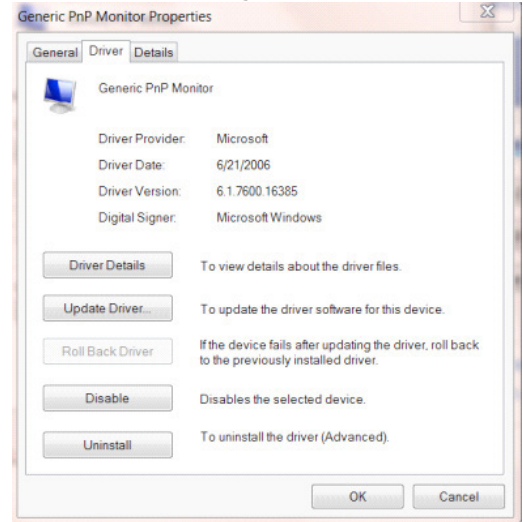 Generic PnP Monitor Properties
General Driver Details
Generic PnP Monitor
Driver Provider: Microsoft
Driver Date: 6/21/2006
Driver Version: 6.1.7600.16385
Digital Signer: Microsoft Windows
Driver Details To view details about the driver files.
Update Driver... To update the driver software for this device.
Roll Back Driver If the device fails after updating the driver, roll back
to the previously installed driver.
Disable Disables the selected device.
Uninstall To uninstall the driver (Advanced).
OK Cancel